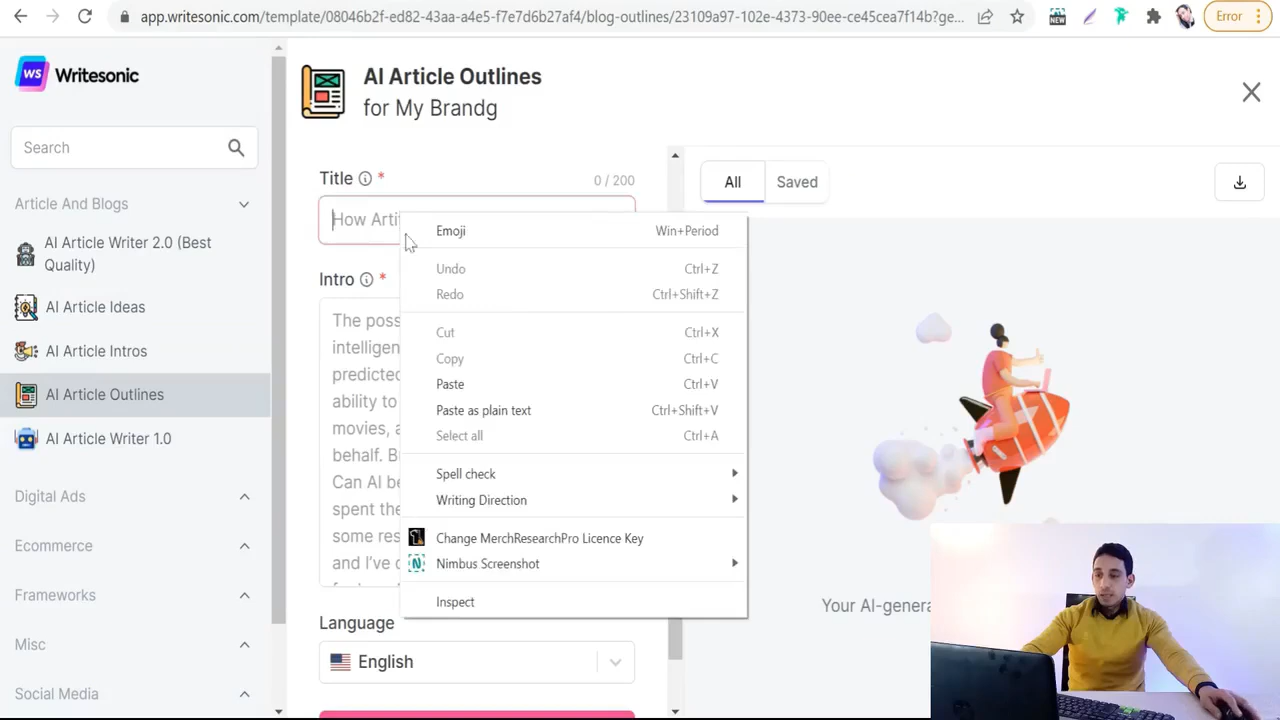 app.writesonic.com/template/08046b2f-ed82-43aa-a4e5-f7e7d6b27af4/blog-outlines/23109a97-102e-4373-90ee-ce45cea7f14b?ge...
NEW
Error
WS Writesonic
Search
Article And Blogs
AI Article Writer 2.0 (Best
Quality)
AI Article Ideas
AI Article Intros
AI Article Outlines
AI Article Writer 1.0
Digital Ads
Ecommerce
Frameworks
Misc
Social Media
AI Article Outlines
for My Brandg
Title *
0 / 200
How Arti
Intro *
The poss
intelligen
predicted
ability to
movies, a
behalf. B
Can AI be
spent the
some res
and I've c
Language
English
Emoji Win+Period
Undo Ctrl+Z
Redo Ctrl+Shift+Z
Cut Ctrl+X
Copy Ctrl+C
Paste Ctrl+V
Paste as plain text Ctrl+Shift+V
Select all Ctrl+A
Spell check
Writing Direction
Change MerchResearchPro Licence Key
N Nimbus Screenshot
Inspect
All
Saved
Your AI-genera